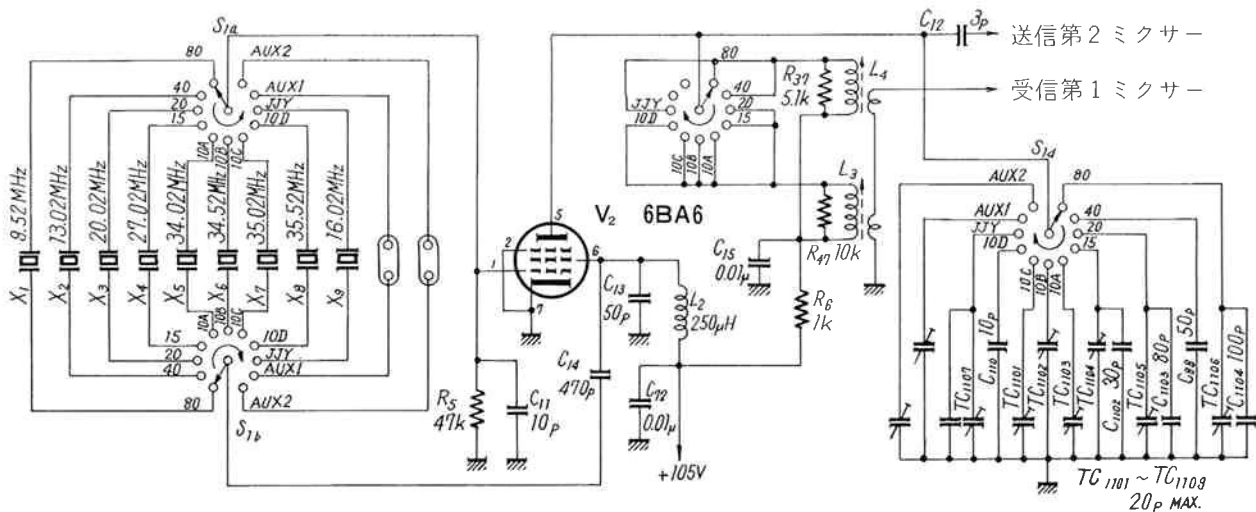 S1a
80
AUX2
40
AUX1
20
JJY
15
10D
10A
10B
10C
9.52MHz
13.02MHz
20.02MHz
27.02MHz
34.02MHz
34.52MHz
35.02MHz
35.52MHz
16.02MHz
X1
X2
X3
X4
X5
X6
X7
X8
X9
10A
10B
10C
15
10D
20
JJY
40
AUX1
80
AUX2
S1b
R5
47k
C11
10p
V2 6BA6
5
2
1
6
7
C13
50p
C14
470p
L2
250μH
C72
0.01μ
+105V
C12
3p
送信第2ミクサー
受信第1ミクサー
80
40
JJY
20
10D
15
10C
10B
10A
R37
5.1k
L4
L3
R47 10k
C15
0.01μ
R6
1k
S1d
AUX2
80
AUX1
40
JJY
20
10D
15
10C
10B
10A
TC1107
C110
10p
TC1101
TC1102
TC1103
TC1104
C1102
30p
TC1105
C1103
80p
C88
50p
TC1106
C1104
100p
TC1101~TC1109
20p MAX.